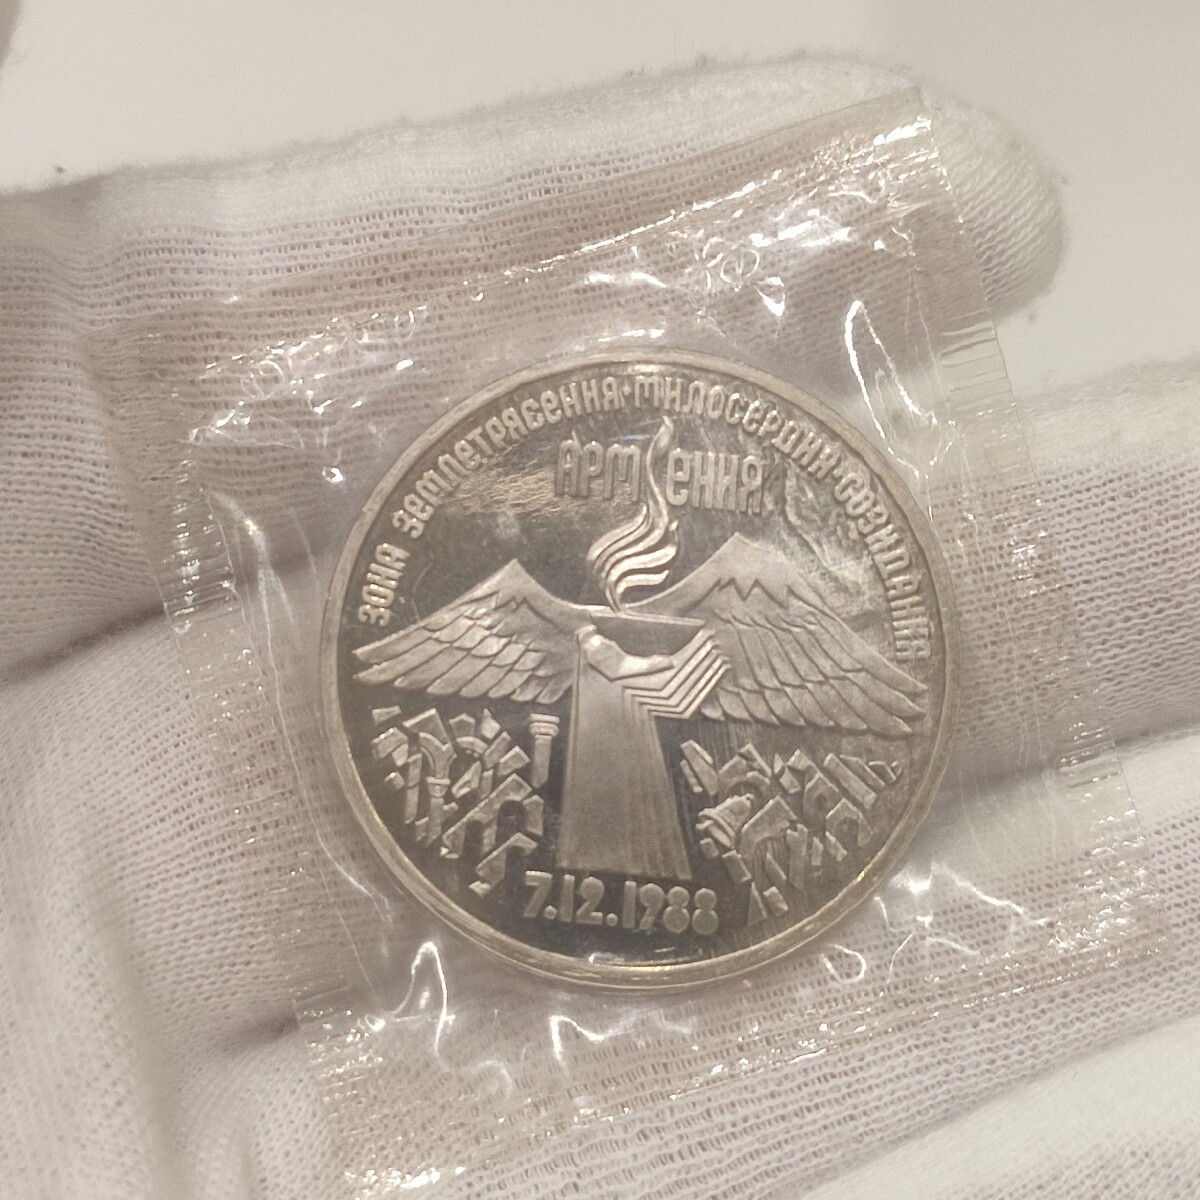 ЗОНА ЗЕМЛЕТРЯСЕНИЯ·МИЛОСЕРДИЯ·СОЗИДАНИЯ
АРМЕНИЯ
7.12.1988